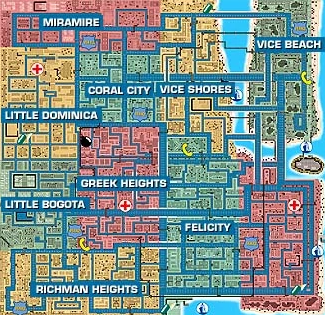 MIRAMIRE
VICE BEACH
CORAL CITY
VICE SHORES
LITTLE DOMINICA
GREEK HEIGHTS
LITTLE BOGOTA
FELICITY
RICHMAN HEIGHTS